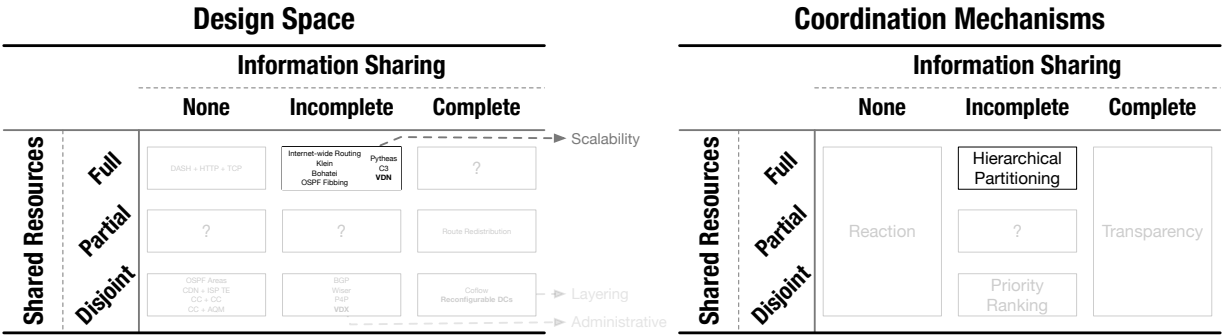 Design Space
Information Sharing
None Incomplete Complete
Shared Resources
Full
DASH + HTTP + TCP
Internet-wide Routing
Klein
Bohatei
OSPF Fibbing
Pytheas
C3
VDN
?
Scalability
Partial
?
?
Route Redistribution
Disjoint
OSPF Areas
CDN + ISP TE
CC + CC
CC + AQM
BGP
Wiser
P4P
VDX
Coflow
Reconfigurable DCs
Layering
Administrative
Coordination Mechanisms
Information Sharing
None Incomplete Complete
Shared Resources
Full
Partial
Disjoint
Reaction
Hierarchical
Partitioning
?
Priority
Ranking
Transparency